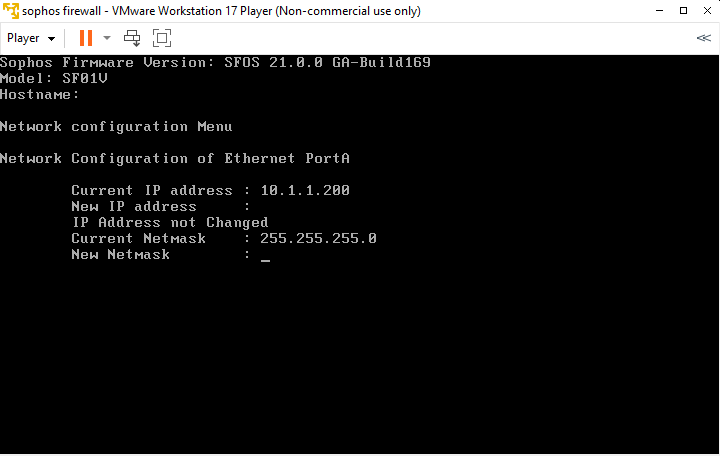 sophos firewall - VMware Workstation 17 Player (Non-commercial use only)
Player
Sophos Firmware Version: SFOS 21.0.0 GA-Build169
Model: SF01V
Hostname:
Network configuration Menu
Network Configuration of Ethernet PortA
Current IP address : 10.1.1.200
New IP address :
IP Address not Changed
Current Netmask : 255.255.255.0
New Netmask : _